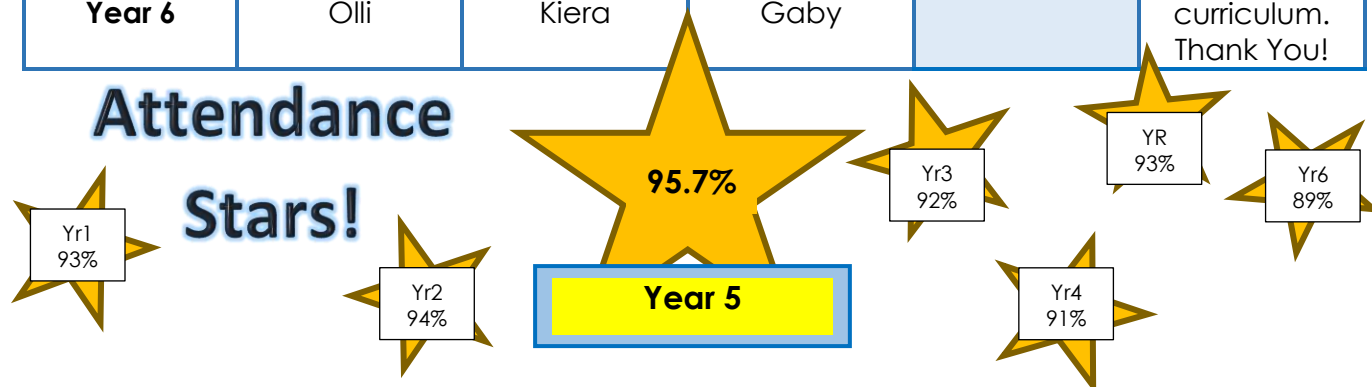 Year 6 Olli Kiera Gaby curriculum.
Thank You!
Attendance
Stars!
95.7%
Year 5
Yr1
93%
Yr2
94%
Yr3
92%
YR
93%
Yr4
91%
Yr6
89%